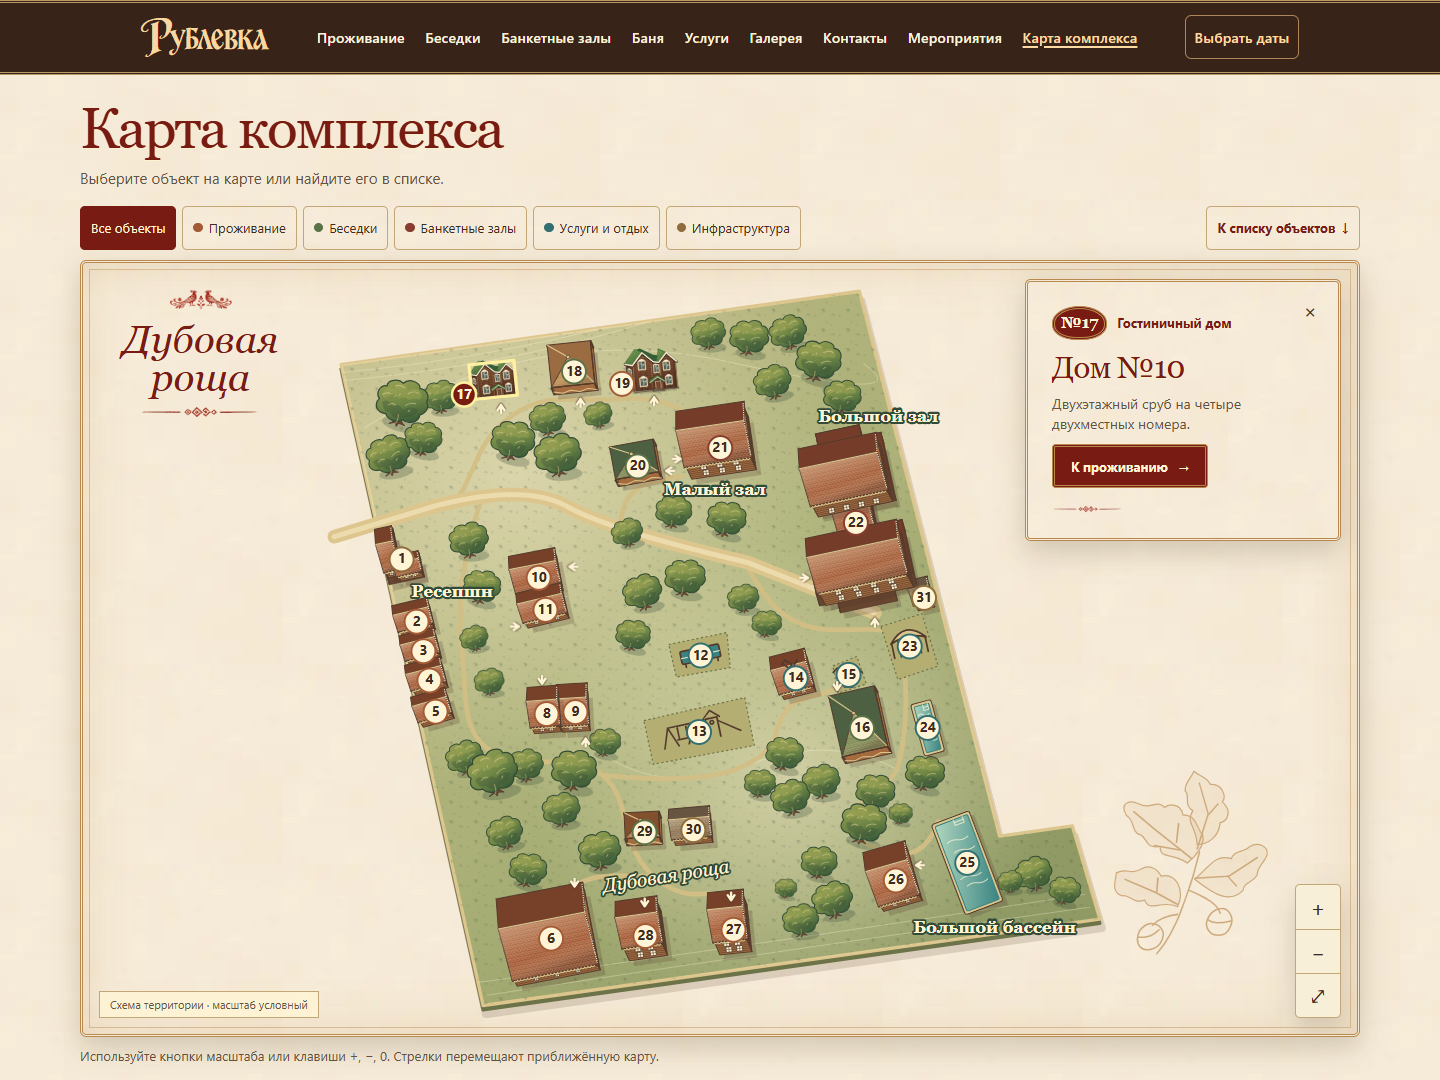 Рублевка
Проживание Беседки Банкетные залы Баня Услуги Галерея Контакты Мероприятия Карта комплекса Выбрать даты
Карта комплекса
Выберите объект на карте или найдите его в списке.
Все объекты Проживание Беседки Банкетные залы Услуги и отдых Инфраструктура К списку объектов ↓
Дубовая
роща
№17 Гостиничный дом ×
Дом №10
Двухэтажный сруб на четыре
двухместных номера.
К проживанию →
17
18
19
Большой зал
20
21
Малый зал
22
1
10
Ресепшн
11
31
2
3
12
23
4
14
15
5
8
9
13
16
24
29
30
25
Дубовая роща
26
6
28
27
Большой бассейн
+
−
⤢
Схема территории · масштаб условный
Используйте кнопки масштаба или клавиши +, −, 0. Стрелки перемещают приближённую карту.